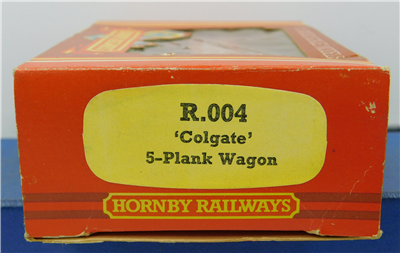 R.004
‘Colgate’
5-Plank Wagon
HORNBY RAILWAYS